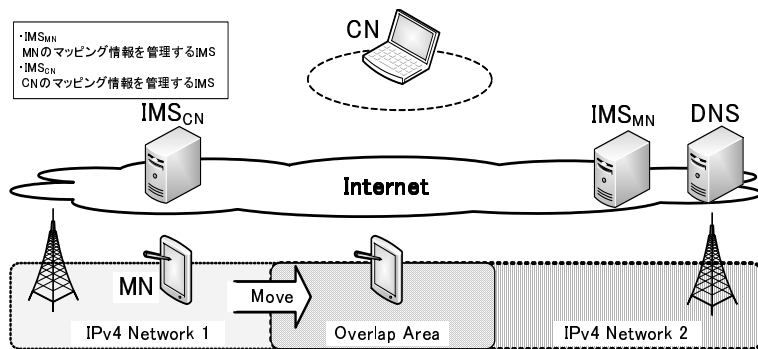 ・IMSMN
MNのマッピング情報を管理するIMS
・IMSCN
CNのマッピング情報を管理するIMS
CN
IMSCN
IMSMN
DNS
Internet
MN
Move
IPv4 Network 1
Overlap Area
IPv4 Network 2